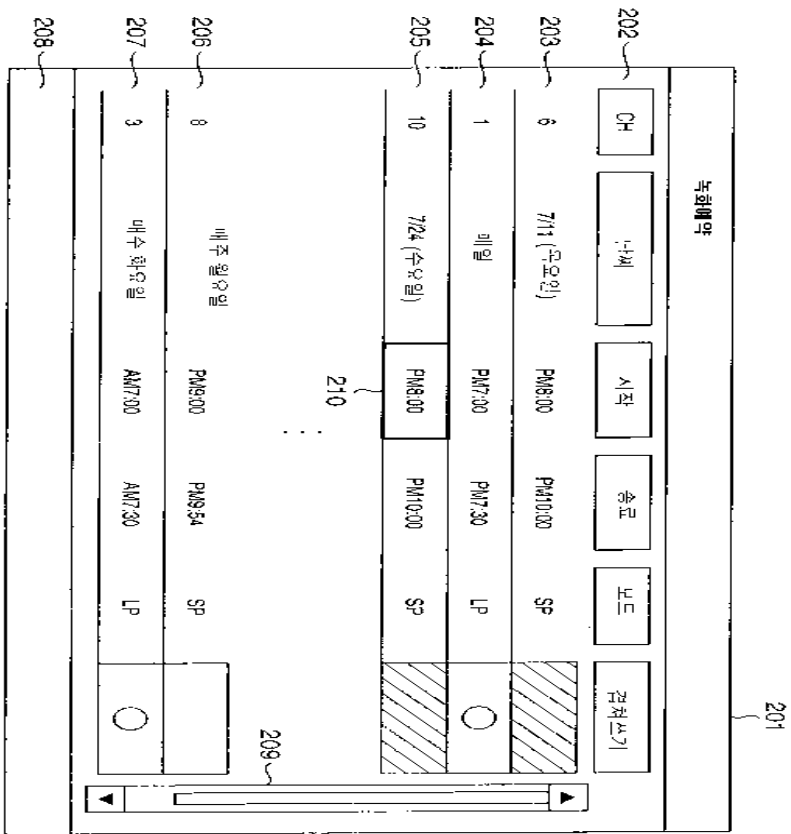 201
녹화예약
202 CH 날짜 시작 종료 모드 겹쳐쓰기
203 6 7/11 (목요일) PM8:00 PM10:00 SP
204 1 매일 PM7:00 PM7:30 LP
205 10 7/24 (수요일) PM8:00 PM10:00 SP
210
209
206 8 매주 월요일 PM9:00 PM9:54 SP
207 3 매주 화요일 AM7:00 AM7:30 LP
208